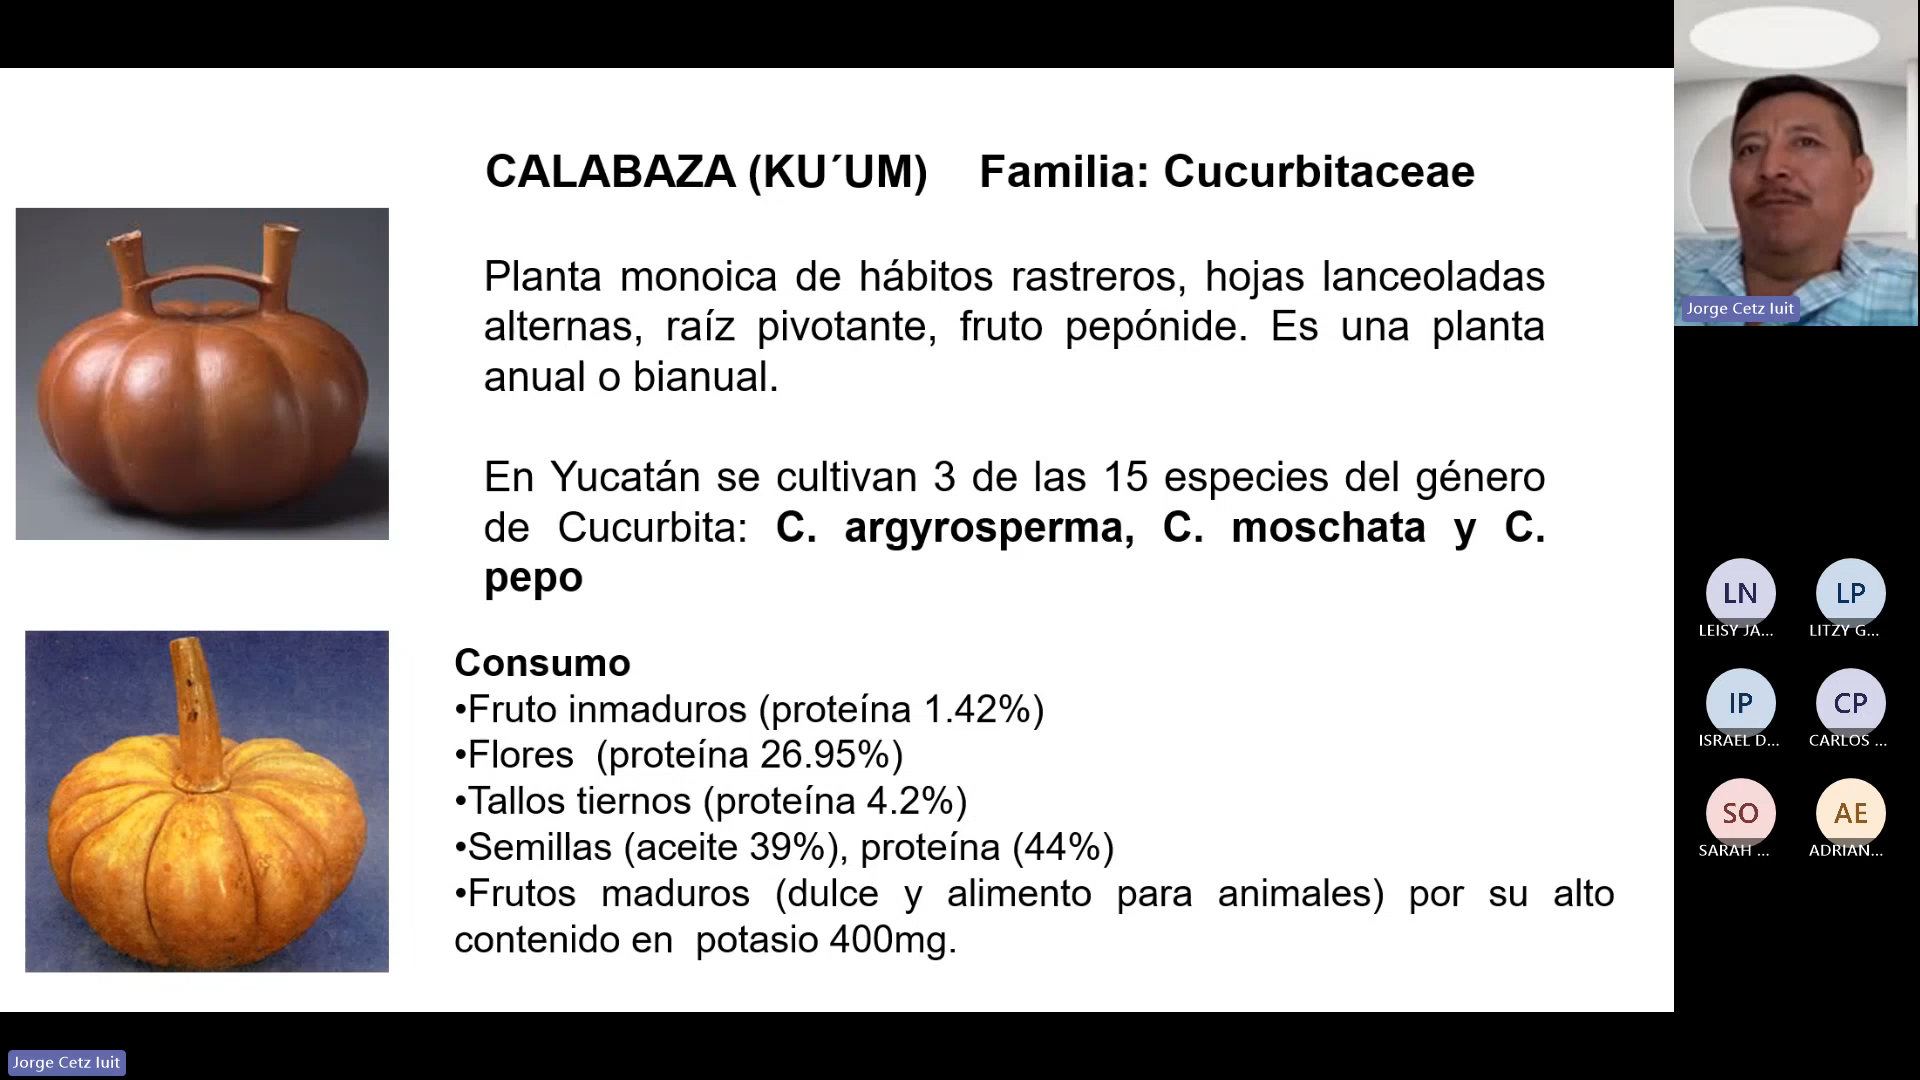 CALABAZA (KU´UM) Familia: Cucurbitaceae
Planta monoica de hábitos rastreros, hojas lanceoladas
alternas, raíz pivotante, fruto pepónide. Es una planta
anual o bianual.
En Yucatán se cultivan 3 de las 15 especies del género
de Cucurbita: C. argyrosperma, C. moschata y C.
pepo
Consumo
•Fruto inmaduros (proteína 1.42%)
•Flores (proteína 26.95%)
•Tallos tiernos (proteína 4.2%)
•Semillas (aceite 39%), proteína (44%)
•Frutos maduros (dulce y alimento para animales) por su alto
contenido en potasio 400mg.
Jorge Cetz Iuit
LN
LEISY JA...
LP
LITZY G...
IP
ISRAEL D...
CP
CARLOS ...
SO
SARAH ...
AE
ADRIAN...
Jorge Cetz Iuit